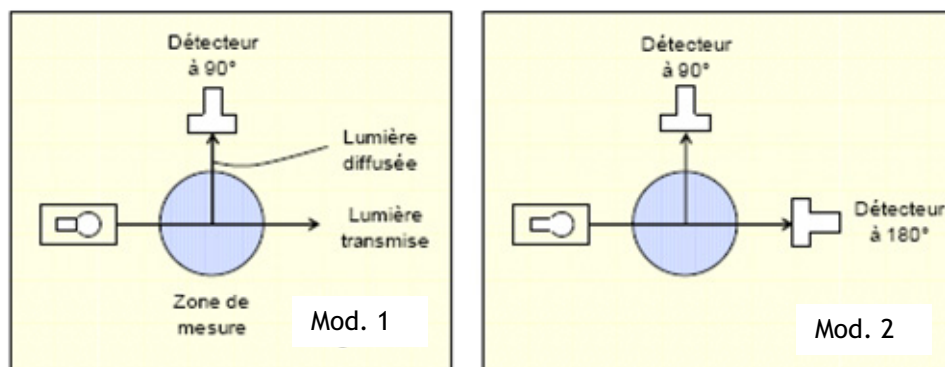 Détecteur
à 90°
Lumière
diffusée
Lumière
transmise
Zone de
mesure
Mod. 1
Détecteur
à 90°
Détecteur
à 180°
Mod. 2